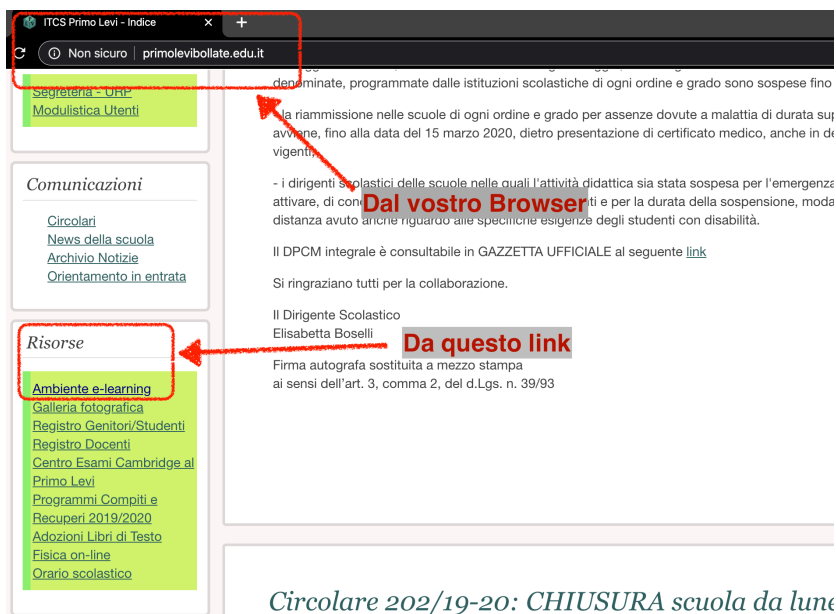 ITCS Primo Levi - Indice
Non sicuro primolevibollate.edu.it
Segreteria - URP
Modulistica Utenti
Comunicazioni
Circolari
News della scuola
Archivio Notizie
Orientamento in entrata
Risorse
Ambiente e-learning
Galleria fotografica
Registro Genitori/Studenti
Registro Docenti
Centro Esami Cambridge al
Primo Levi
Programmi Compiti e
Recuperi 2019/2020
Adozioni Libri di Testo
Fisica on-line
Orario scolastico
denominate, programmate dalle istituzioni scolastiche di ogni ordine e grado sono sospese fino
la riammissione nelle scuole di ogni ordine e grado per assenze dovute a malattia di durata
avviene, fino alla data del 15 marzo 2020, dietro presentazione di certificato medico, anche in
vigenti;
- i dirigenti scolastici delle scuole nelle quali l'attività didattica sia stata sospesa per l'emergenza
attivare, di e per la durata della sospensione,
Dal vostro Browser
distanza avuto anche riguardo alle specifiche esigenze degli studenti con disabilità.
Il DPCM integrale è consultabile in GAZZETTA UFFICIALE al seguente link
Si ringraziano tutti per la collaborazione.
Il Dirigente Scolastico
Elisabetta Boselli
Da questo link
Firma autografa sostituita a mezzo stampa
ai sensi dell'art. 3, comma 2, del d.Lgs. n. 39/93
Circolare 202/19-20: CHIUSURA scuola da